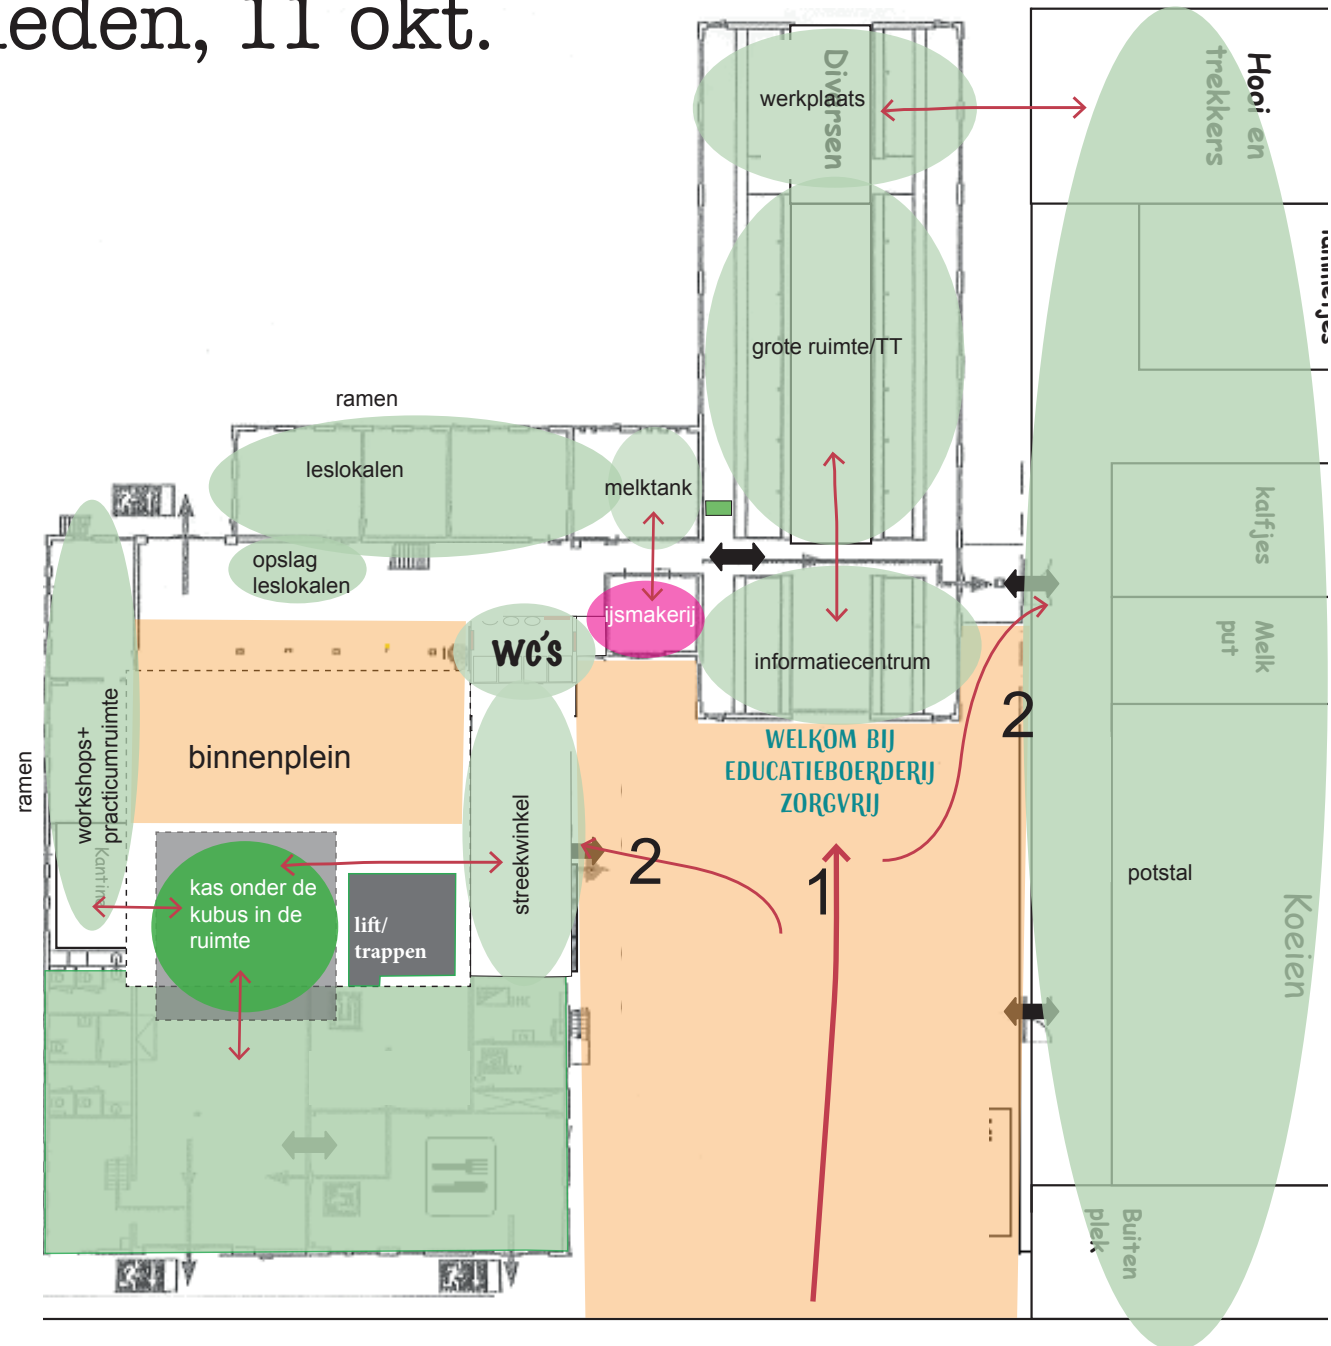 eden, 11 okt.
Diversen
werkplaats
Hooi en
trekkers
grote ruimte/TT
ramen
leslokalen
melktank
opslag
leslokalen
kalfjes
ijsmakerij
wc's
informatiecentrum
Melk
put
ramen
workshops+
practicumruimte
Kantine
binnenplein
WELKOM BIJ
EDUCATIEBOERDERIJ
ZORGVRIJ
2
2
1
streekwinkel
kas onder de
kubus in de
ruimte
lift/
trappen
potstal
Koeien
Buiten
plek